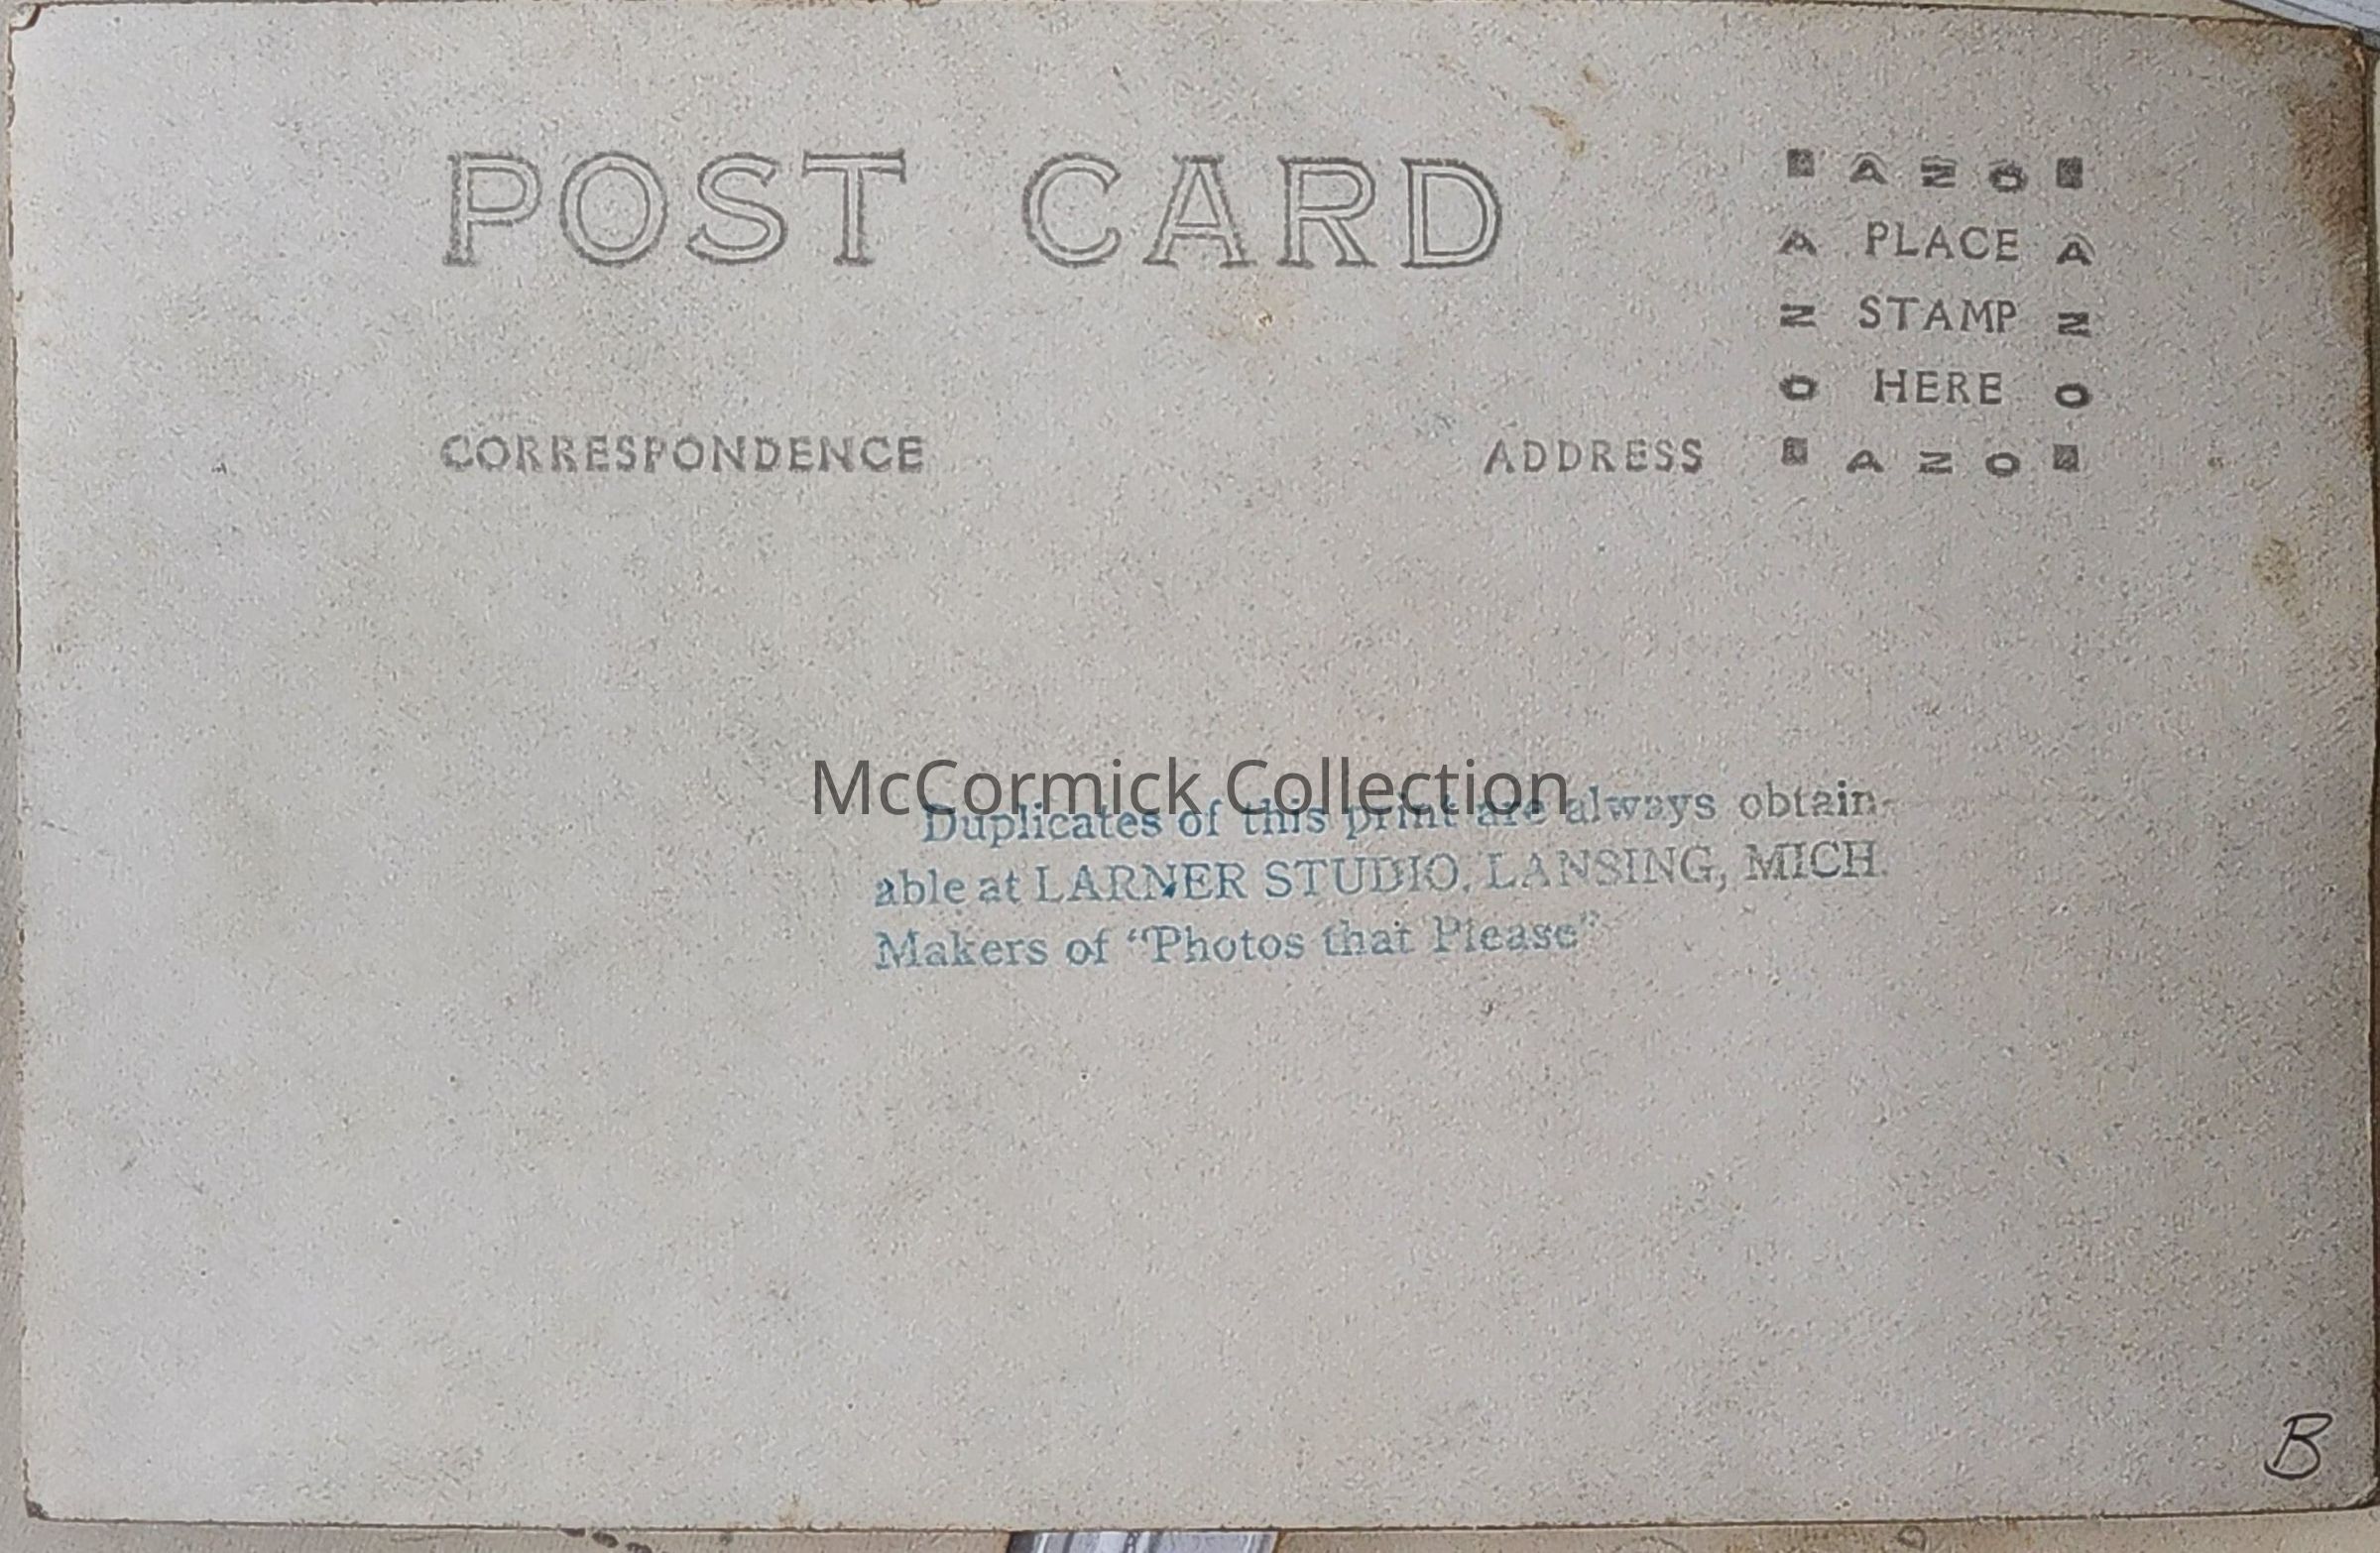 POST CARD
AZO
A PLACE A
Z STAMP Z
O HERE O
AZO
CORRESPONDENCE
ADDRESS
McCormick Collection
Duplicates of this print are always obtain-
able at LARNER STUDIO, LANSING, MICH.
Makers of “Photos that Please”
B